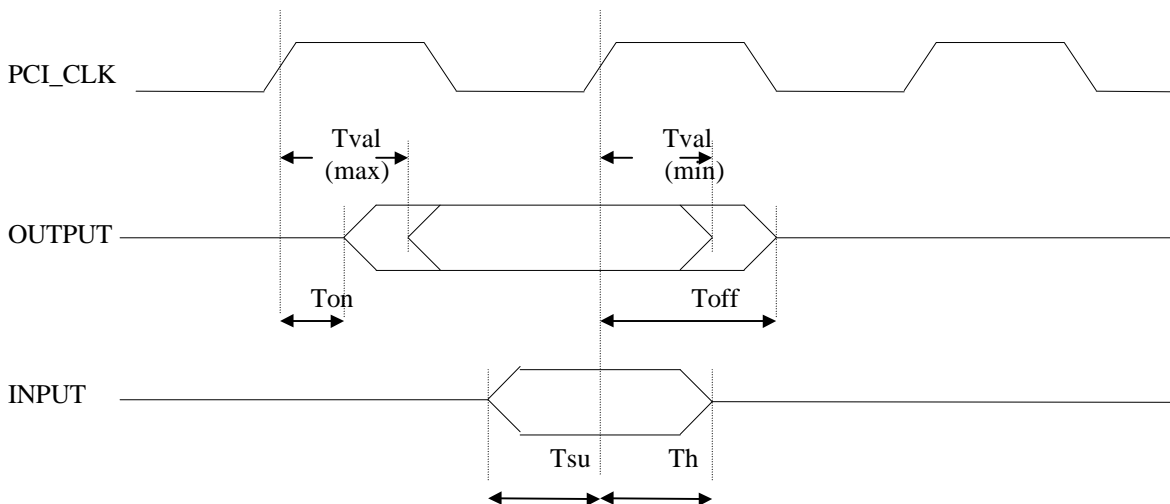 PCI_CLK
Tval Tval
(max) (min)
OUTPUT
Ton Toff
INPUT
Tsu Th